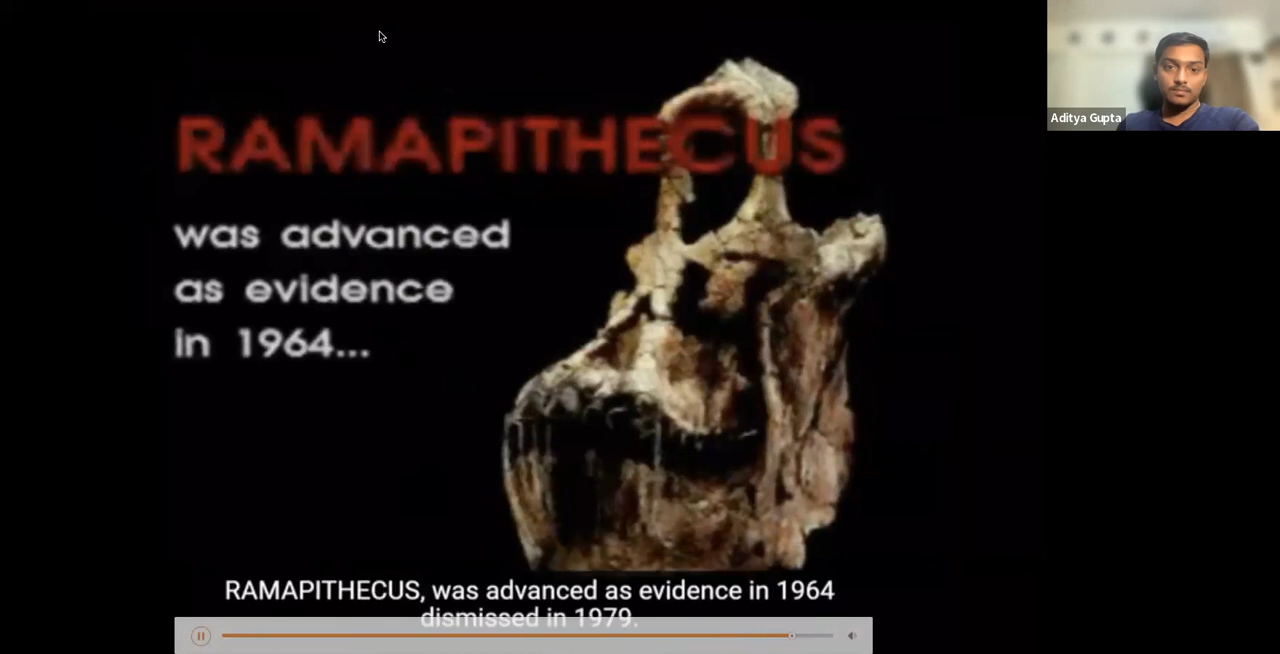 Aditya Gupta
RAMAPITHECUS
was advanced
as evidence
in 1964...
RAMAPITHECUS, was advanced as evidence in 1964
dismissed in 1979.